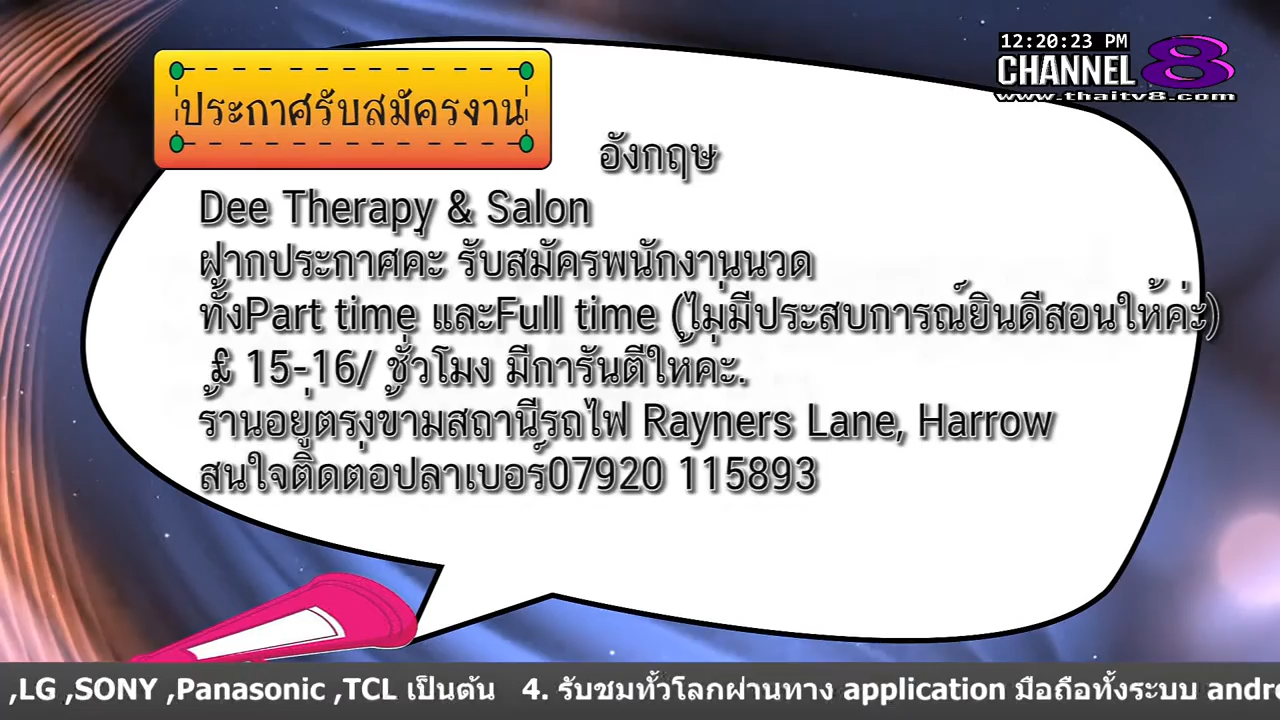 12:20:23 PM
CHANNEL 8
www.thaitv8.com
ประกาศรับสมัครงาน
อังกฤษ
Dee Therapy & Salon
ฝากประกาศคะ รับสมัครพนักงานนวด
ทั้งPart time และFull time (ไม่มีประสบการณ์ยินดีสอนให้ค่ะ)
£ 15-16/ ชั่วโมง มีการันตีให้ค่ะ.
ร้านอยู่ตรงข้ามสถานีรถไฟ Rayners Lane, Harrow
สนใจติดต่อปลาเบอร์07920 115893
,LG ,SONY ,Panasonic ,TCL เป็นต้น 4. รับชมทั่วโลกผ่านทาง application มือถือทั้งระบบ andro